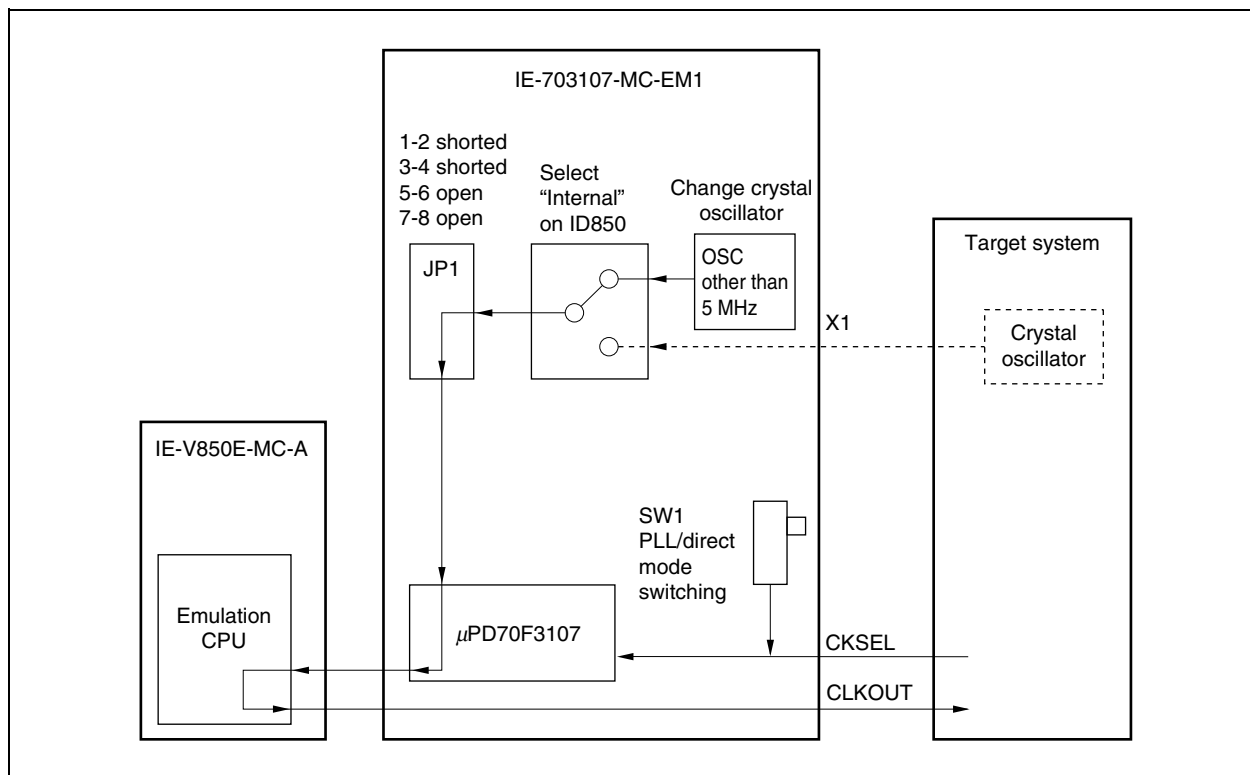 IE-703107-MC-EM1
1-2 shorted
3-4 shorted
5-6 open
7-8 open
Select
“Internal”
on ID850
Change crystal
oscillator
JP1
OSC
other than
5 MHz
X1
Target system
Crystal
oscillator
IE-V850E-MC-A
Emulation
CPU
SW1
PLL/direct
mode
switching
μPD70F3107
CKSEL
CLKOUT